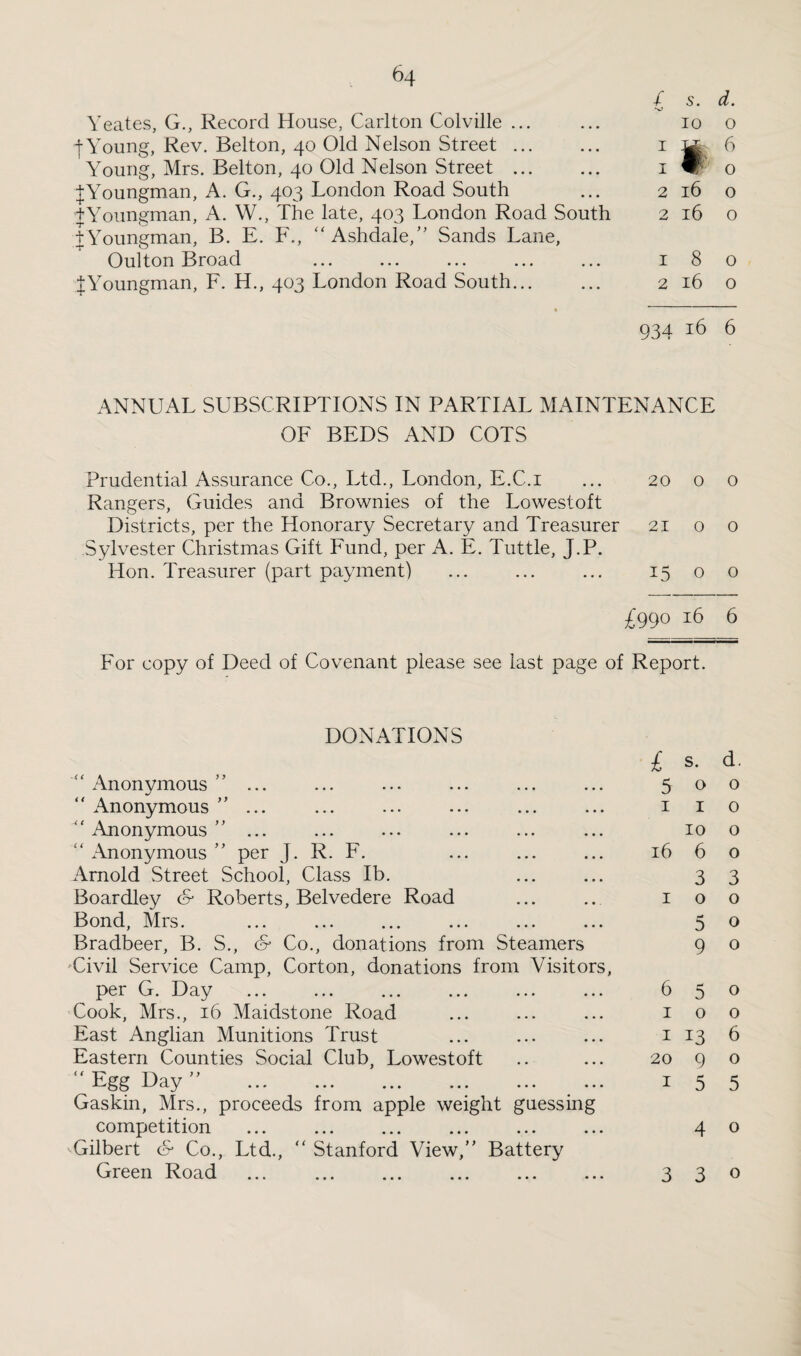 64
£ s. d.
Yeates, G., Record House, Carlton Colville ... ... 10 0
†Young, Rev. Belton, 40 Old Nelson Street ... ... 1 6
Young, Mrs. Belton, 40 Old Nelson Street ... ... 1 0
‡Youngman, A. G., 403 London Road South ... 2 16 0
‡Youngman, A. W., The late, 403 London Road South 2 16 0
‡Youngman, B. E. F., “Ashdale,” Sands Lane,
Oulton Broad ... ... ... ... ... 1 8 0
‡Youngman, F. H., 403 London Road South... ... 2 16 0
934 16 6
ANNUAL SUBSCRIPTIONS IN PARTIAL MAINTENANCE
OF BEDS AND COTS
Prudential Assurance Co., Ltd., London, E.C.1 ... 20 0 0
Rangers, Guides and Brownies of the Lowestoft
Districts, per the Honorary Secretary and Treasurer 21 0 0
Sylvester Christmas Gift Fund, per A. E. Tuttle, J.P.
Hon. Treasurer (part payment) ... ... ... 15 0 0
£990 16 6
For copy of Deed of Covenant please see last page of Report.
DONATIONS
£ s. d.
“Anonymous” ... ... ... ... ... ... 5 0 0
“Anonymous” ... ... ... ... ... ... 1 1 0
“Anonymous” ... ... ... ... ... ... 10 0
“Anonymous” per J. R. F. ... ... ... 16 6 0
Arnold Street School, Class Ib. ... ... 3 3
Boardley & Roberts, Belvedere Road ... .. 1 0 0
Bond, Mrs. ... ... ... ... ... ... 5 0
Bradbeer, B. S., & Co., donations from Steamers 9 0
Civil Service Camp, Corton, donations from Visitors,
per G. Day ... ... ... ... ... ... 6 5 0
Cook, Mrs., 16 Maidstone Road ... ... ... 1 0 0
East Anglian Munitions Trust ... ... ... 1 13 6
Eastern Counties Social Club, Lowestoft .. ... 20 9 0
“Egg Day” ... ... ... ... ... ... 1 5 5
Gaskin, Mrs., proceeds from apple weight guessing
competition ... ... ... ... ... ... 4 0
Gilbert & Co., Ltd., “Stanford View,” Battery
Green Road ... ... ... ... ... ... 3 3 0